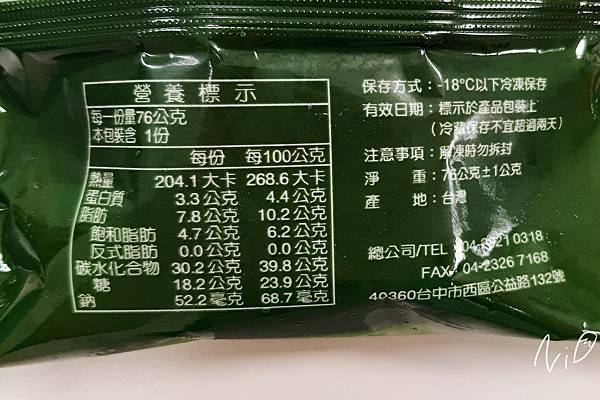 營養標示
每一份量76公克
本包裝含 1份
每份 每100公克
熱量 204.1大卡 268.6大卡
蛋白質 3.3公克 4.4公克
脂肪 7.8公克 10.2公克
飽和脂肪 4.7公克 6.2公克
反式脂肪 0.0公克 0.0公克
碳水化合物 30.2公克 39.8公克
糖 18.2公克 23.9公克
鈉 52.2毫克 68.7毫克
保存方式：-18°C以下冷凍保存
有效日期：標示於產品包裝上
（冷藏保存不宜超過兩天）
注意事項：解凍時勿拆封
淨 重：76公克±1公克
產 地：台灣
總公司/TEL 0318
FAX 04-2326 7168
40360台中市西區公益路132號